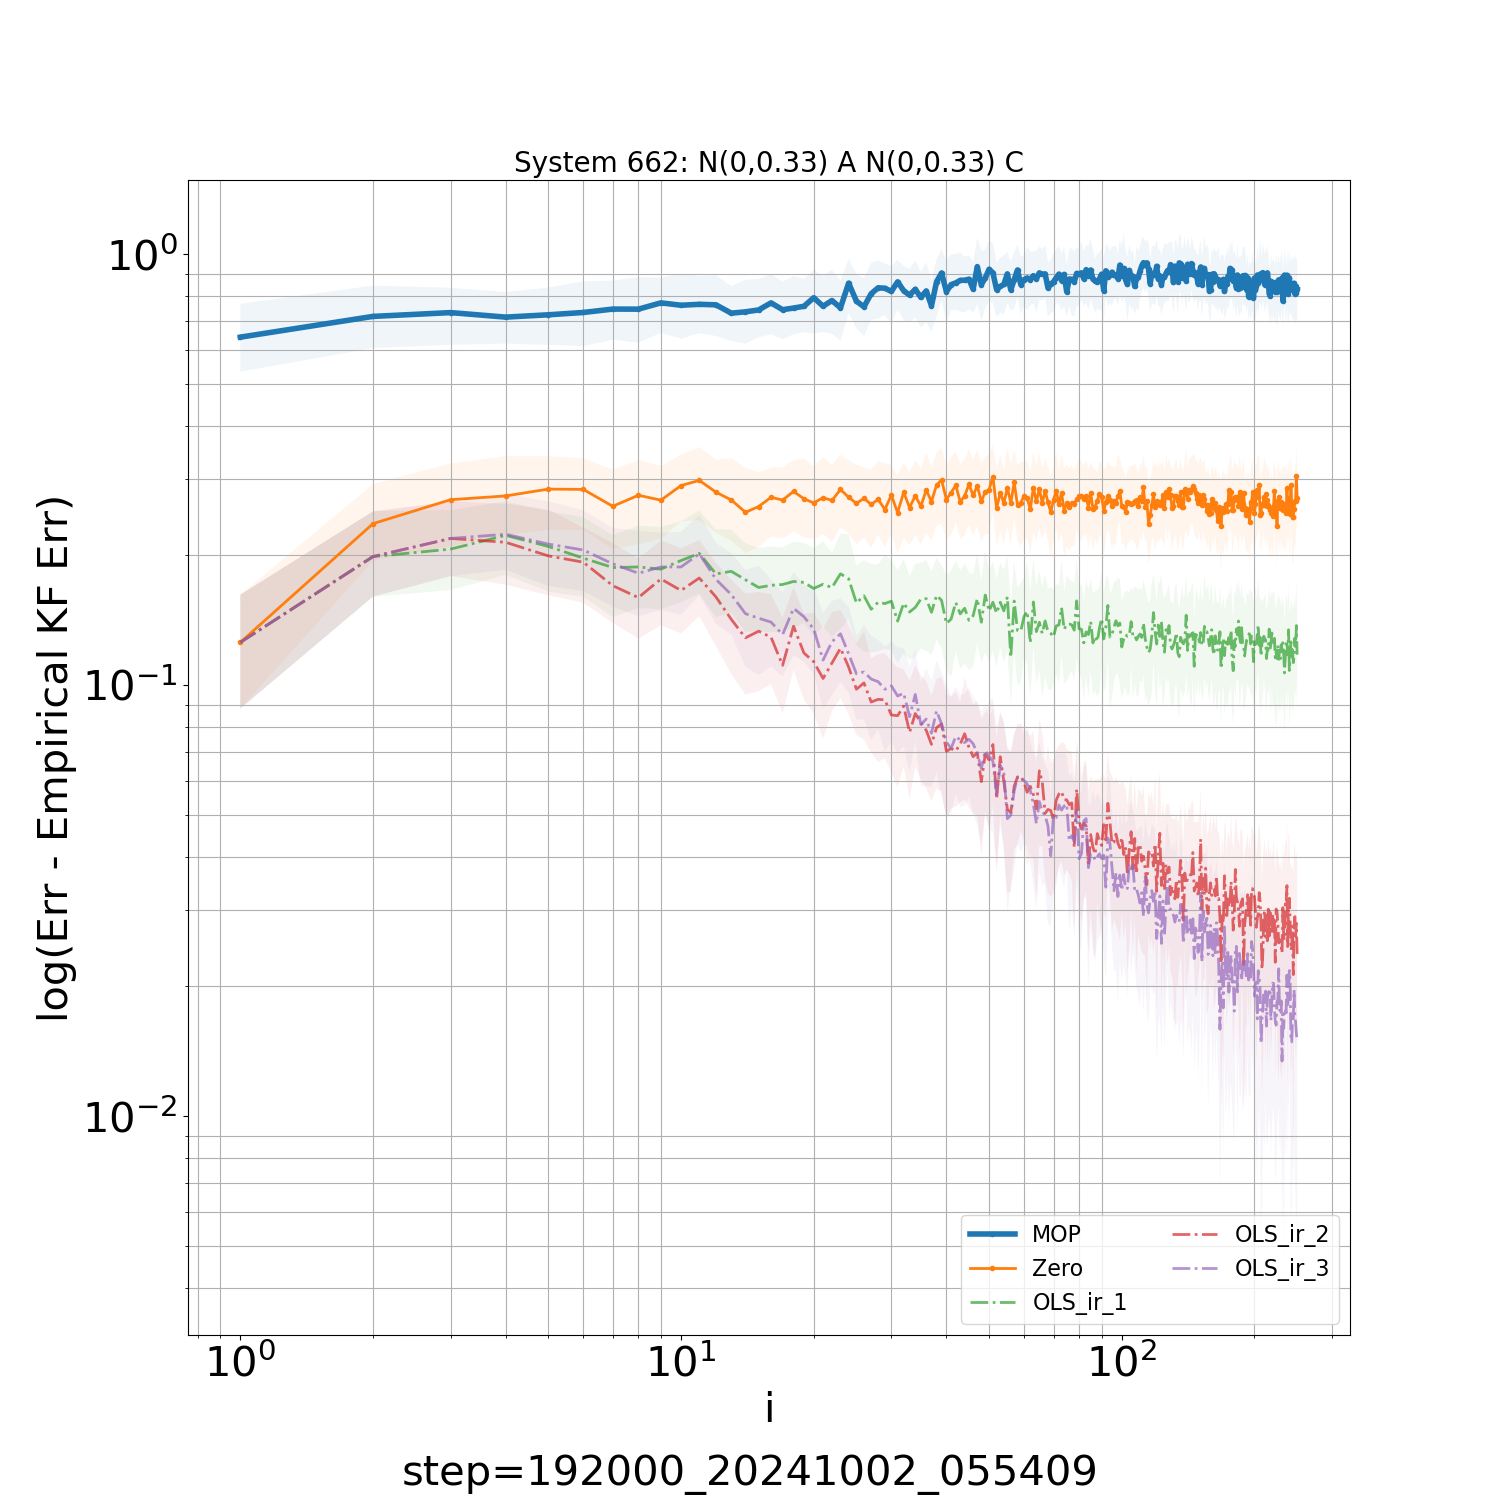 System 662: N(0,0.33) A N(0,0.33) C
log(Err - Empirical KF Err)
10^0
10^-1
10^-2
MOP
Zero
OLS_ir_1
OLS_ir_2
OLS_ir_3
10^0 10^1 10^2
i
step=192000_20241002_055409